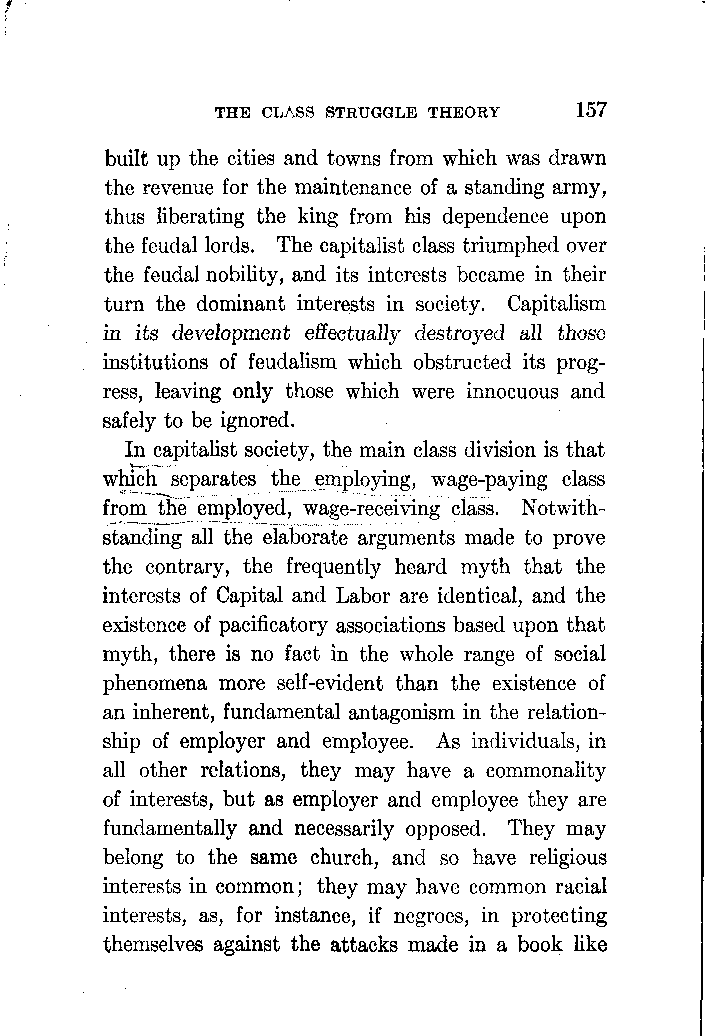 THE CLASS STRUGGLE THEORY 157
built up the cities and towns from which was drawn
the revenue for the maintenance of a standing army,
thus liberating the king from his dependence upon
the feudal lords. The capitalist class triumphed over
the feudal nobility, and its interests became in their
turn the dominant interests in society. Capitalism
in its development effectually destroyed all those
institutions of feudalism which obstructed its prog-
ress, leaving only those which were innocuous and
safely to be ignored.
In capitalist society, the main class division is that
which separates the employing, wage-paying class
from the employed, wage-receiving class. Notwith-
standing all the elaborate arguments made to prove
the contrary, the frequently heard myth that the
interests of Capital and Labor are identical, and the
existence of pacificatory associations based upon that
myth, there is no fact in the whole range of social
phenomena more self-evident than the existence of
an inherent, fundamental antagonism in the relation-
ship of employer and employee. As individuals, in
all other relations, they may have a commonality
of interests, but as employer and employee they are
fundamentally and necessarily opposed. They may
belong to the same church, and so have religious
interests in common; they may have common racial
interests, as, for instance, if negroes, in protecting
themselves against the attacks made in a book like